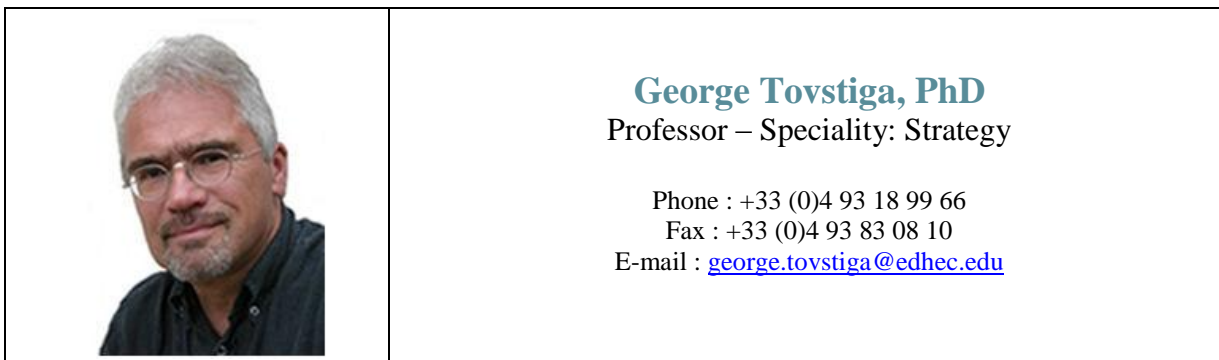 George Tovstiga, PhD
Professor – Speciality: Strategy
Phone : +33 (0)4 93 18 99 66
Fax : +33 (0)4 93 83 08 10
E-mail : george.tovstiga@edhec.edu